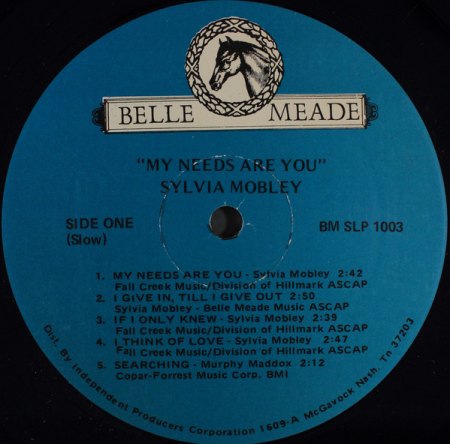 BELLE MEADE
"MY NEEDS ARE YOU"
SYLVIA MOBLEY
SIDE ONE
(Slow)
BM SLP 1003
1. MY NEEDS ARE YOU - Sylvia Mobley 2:42
Fall Creek Music/Division of Hillmark ASCAP
2. I GIVE IN, TILL I GIVE OUT 2:50
Sylvia Mobley - Belle Meade Music ASCAP
3. IF I ONLY KNEW - Sylvia Mobley 2:39
Fall Creek Music/Division of Hillmark ASCAP
4. I THINK OF LOVE - Sylvia Mobley 2:47
Fall Creek Music/Division of Hillmark ASCAP
5. SEARCHING - Murphy Maddox 2:12
Copar-Forrest Music Corp. BMI
Dist. By Independent Producers Corporation 1609-A McGavock Nash. Tn 37203